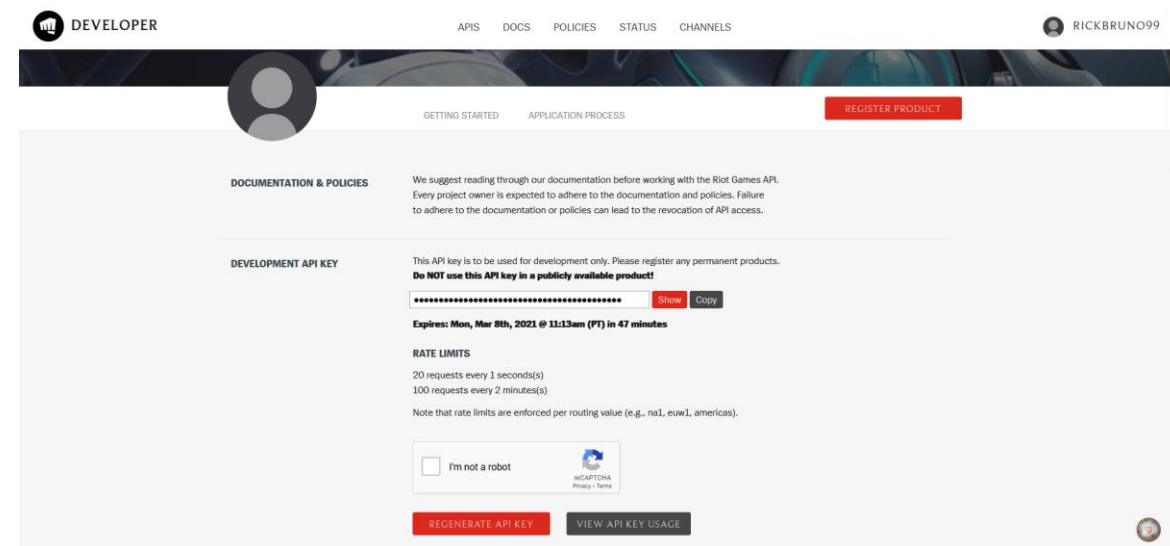 DEVELOPER
APIS DOCS POLICIES STATUS CHANNELS
RICKBRUNO99
GETTING STARTED APPLICATION PROCESS
REGISTER PRODUCT
DOCUMENTATION & POLICIES
We suggest reading through our documentation before working with the Riot Games API.
Every project owner is expected to adhere to the documentation and policies. Failure
to adhere to the documentation or policies can lead to the revocation of API access.
DEVELOPMENT API KEY
This API key is to be used for development only. Please register any permanent products.
Do NOT use this API key in a publicly available product!
Show Copy
Expires: Mon, Mar 8th, 2021 @ 11:13am (PT) in 47 minutes
RATE LIMITS
20 requests every 1 seconds(s)
100 requests every 2 minutes(s)
Note that rate limits are enforced per routing value (e.g., na1, euw1, americas).
I'm not a robot
reCAPTCHA
Privacy - Terms
REGENERATE API KEY VIEW API KEY USAGE